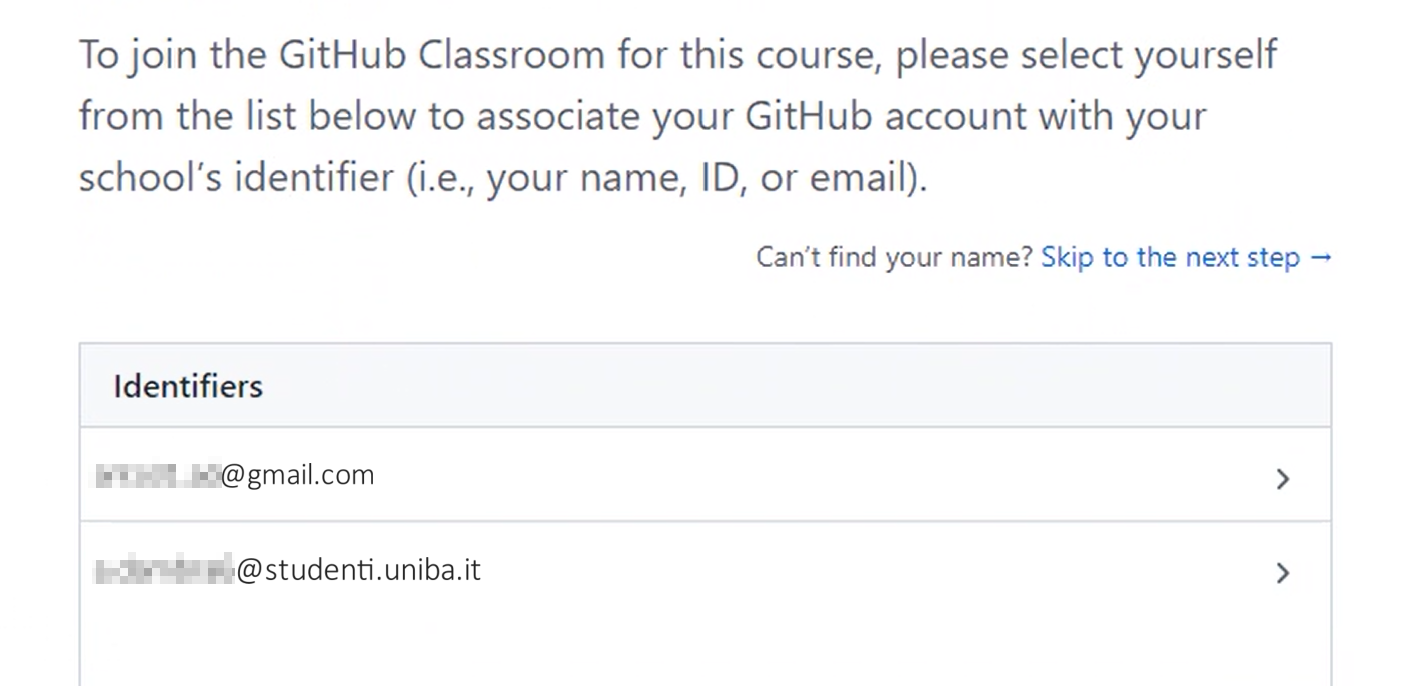 To join the GitHub Classroom for this course, please select yourself
from the list below to associate your GitHub account with your
school’s identifier (i.e., your name, ID, or email).
Can’t find your name? Skip to the next step →
Identifiers
@gmail.com
@studenti.uniba.it